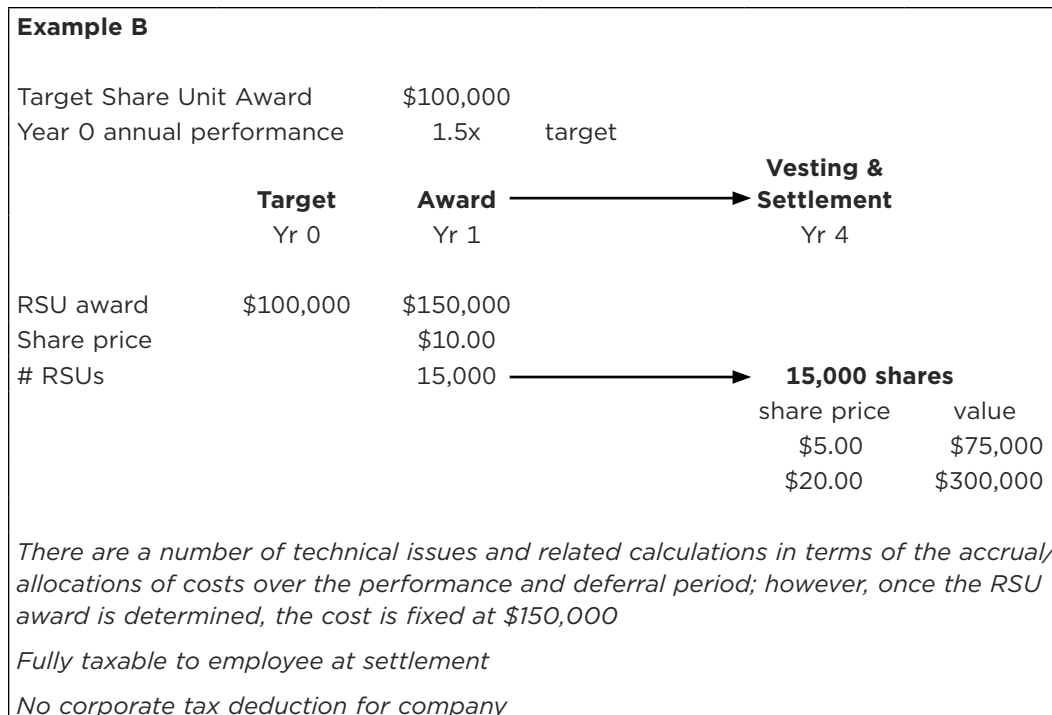 Example B
Target Share Unit Award $100,000
Year 0 annual performance 1.5x target
Vesting &
Target Award Settlement
Yr 0 Yr 1 Yr 4
RSU award $100,000 $150,000
Share price $10.00
# RSUs 15,000 15,000 shares
share price value
$5.00 $75,000
$20.00 $300,000
There are a number of technical issues and related calculations in terms of the accrual/
allocations of costs over the performance and deferral period; however, once the RSU
award is determined, the cost is fixed at $150,000
Fully taxable to employee at settlement
No corporate tax deduction for company